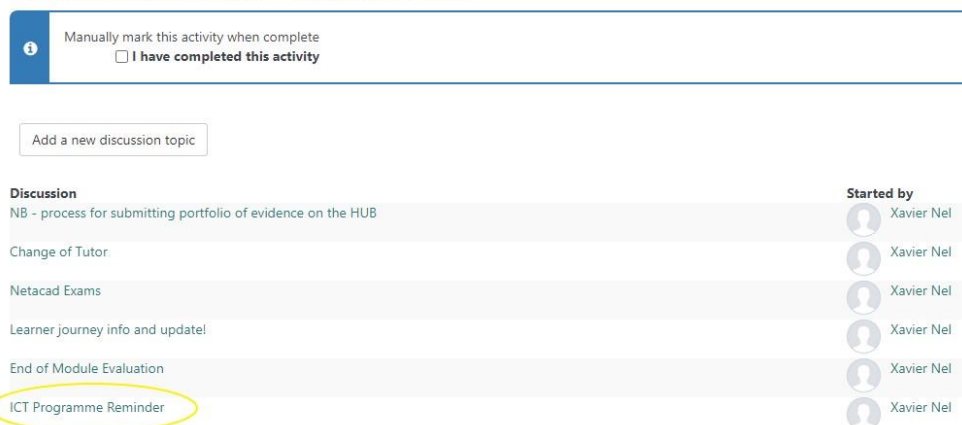 Manually mark this activity when complete
I have completed this activity
Add a new discussion topic
Discussion Started by
NB - process for submitting portfolio of evidence on the HUB Xavier Nel
Change of Tutor Xavier Nel
Netacad Exams Xavier Nel
Learner journey info and update! Xavier Nel
End of Module Evaluation Xavier Nel
ICT Programme Reminder Xavier Nel